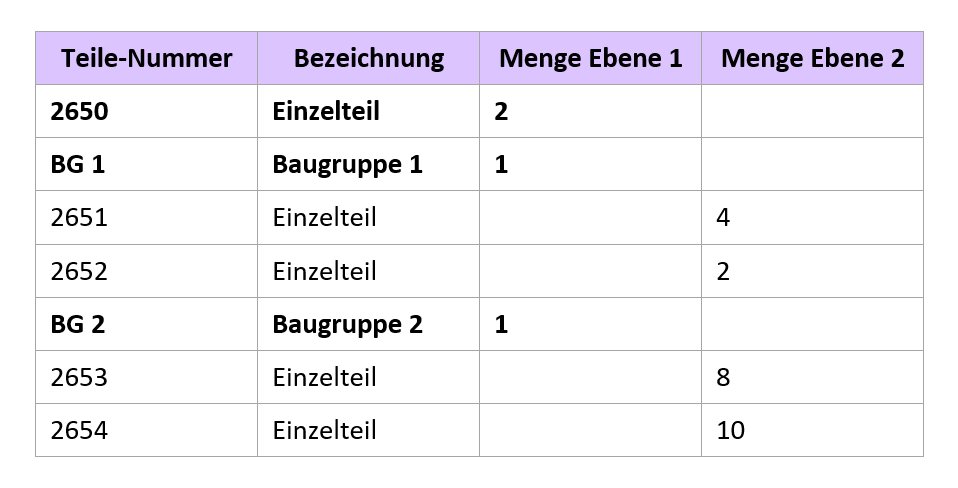 Teile-Nummer Bezeichnung Menge Ebene 1 Menge Ebene 2
2650 Einzelteil 2
BG 1 Baugruppe 1 1
2651 Einzelteil 4
2652 Einzelteil 2
BG 2 Baugruppe 2 1
2653 Einzelteil 8
2654 Einzelteil 10